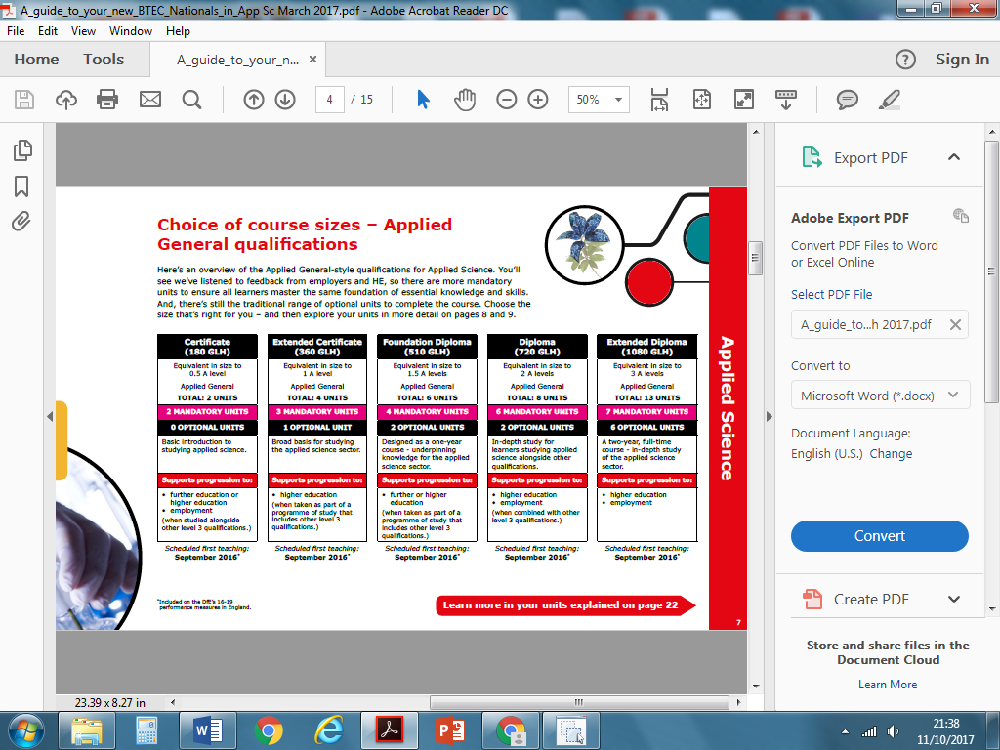 A_guide_to_your_new_BTEC_Nationals_in_App Sc March 2017.pdf - Adobe Acrobat Reader DC
File Edit View Window Help
Home Tools A_guide_to_your_n... × Sign In
4 / 15 50%
Choice of course sizes – Applied
General qualifications
Here's an overview of the Applied General-style qualifications for Applied Science. You'll
see we've listened to feedback from employers and HE, so there are more mandatory
units to ensure all learners master the same foundation of essential knowledge and skills.
And, there's still the traditional range of optional units to complete the course. Choose the
size that's right for you – and then explore your units in more detail on pages 8 and 9.
Certificate
(180 GLH)
Equivalent in size to
0.5 A level
Applied General
TOTAL: 2 UNITS
2 MANDATORY UNITS
0 OPTIONAL UNITS
Basic introduction to
studying applied science.
Supports progression to:
• further education or
higher education
• employment
(when studied alongside
other level 3 qualifications.)
Scheduled first teaching:
September 2016*
Extended Certificate
(360 GLH)
Equivalent in size to
1 A level
Applied General
TOTAL: 4 UNITS
3 MANDATORY UNITS
1 OPTIONAL UNIT
Broad basis for studying
the applied science sector.
Supports progression to:
• higher education
(when taken as part of a
programme of study that
includes other level 3
qualifications.)
Scheduled first teaching:
September 2016*
Foundation Diploma
(510 GLH)
Equivalent in size to
1.5 A levels
Applied General
TOTAL: 6 UNITS
4 MANDATORY UNITS
2 OPTIONAL UNITS
Designed as a one-year
course - underpinning
knowledge for the applied
science sector.
Supports progression to:
• further or higher
education
(when taken as part of a
programme of study that
includes other level 3
qualifications.)
Scheduled first teaching:
September 2016*
Diploma
(720 GLH)
Equivalent in size to
2 A levels
Applied General
TOTAL: 8 UNITS
6 MANDATORY UNITS
2 OPTIONAL UNITS
In-depth study for
learners studying applied
science alongside other
qualifications.
Supports progression to:
• higher education
• employment
(when combined with other
level 3 qualifications.)
Scheduled first teaching:
September 2016*
Extended Diploma
(1080 GLH)
Equivalent in size to
3 A levels
Applied General
TOTAL: 13 UNITS
7 MANDATORY UNITS
6 OPTIONAL UNITS
A two-year, full-time
course - in-depth study
of the applied science
sector.
Supports progression to:
• higher education
• employment
Scheduled first teaching:
September 2016*
*Included on the DfE's 16-19
performance measures in England.
Learn more in your units explained on page 22
Applied Science
7
Export PDF
Adobe Export PDF
Convert PDF Files to Word
or Excel Online
Select PDF File
A_guide_to...h 2017.pdf
Convert to
Microsoft Word (*.docx)
Document Language:
English (U.S.) Change
Convert
Create PDF
Store and share files in the
Document Cloud
Learn More
23.39 x 8.27 in
21:38
11/10/2017